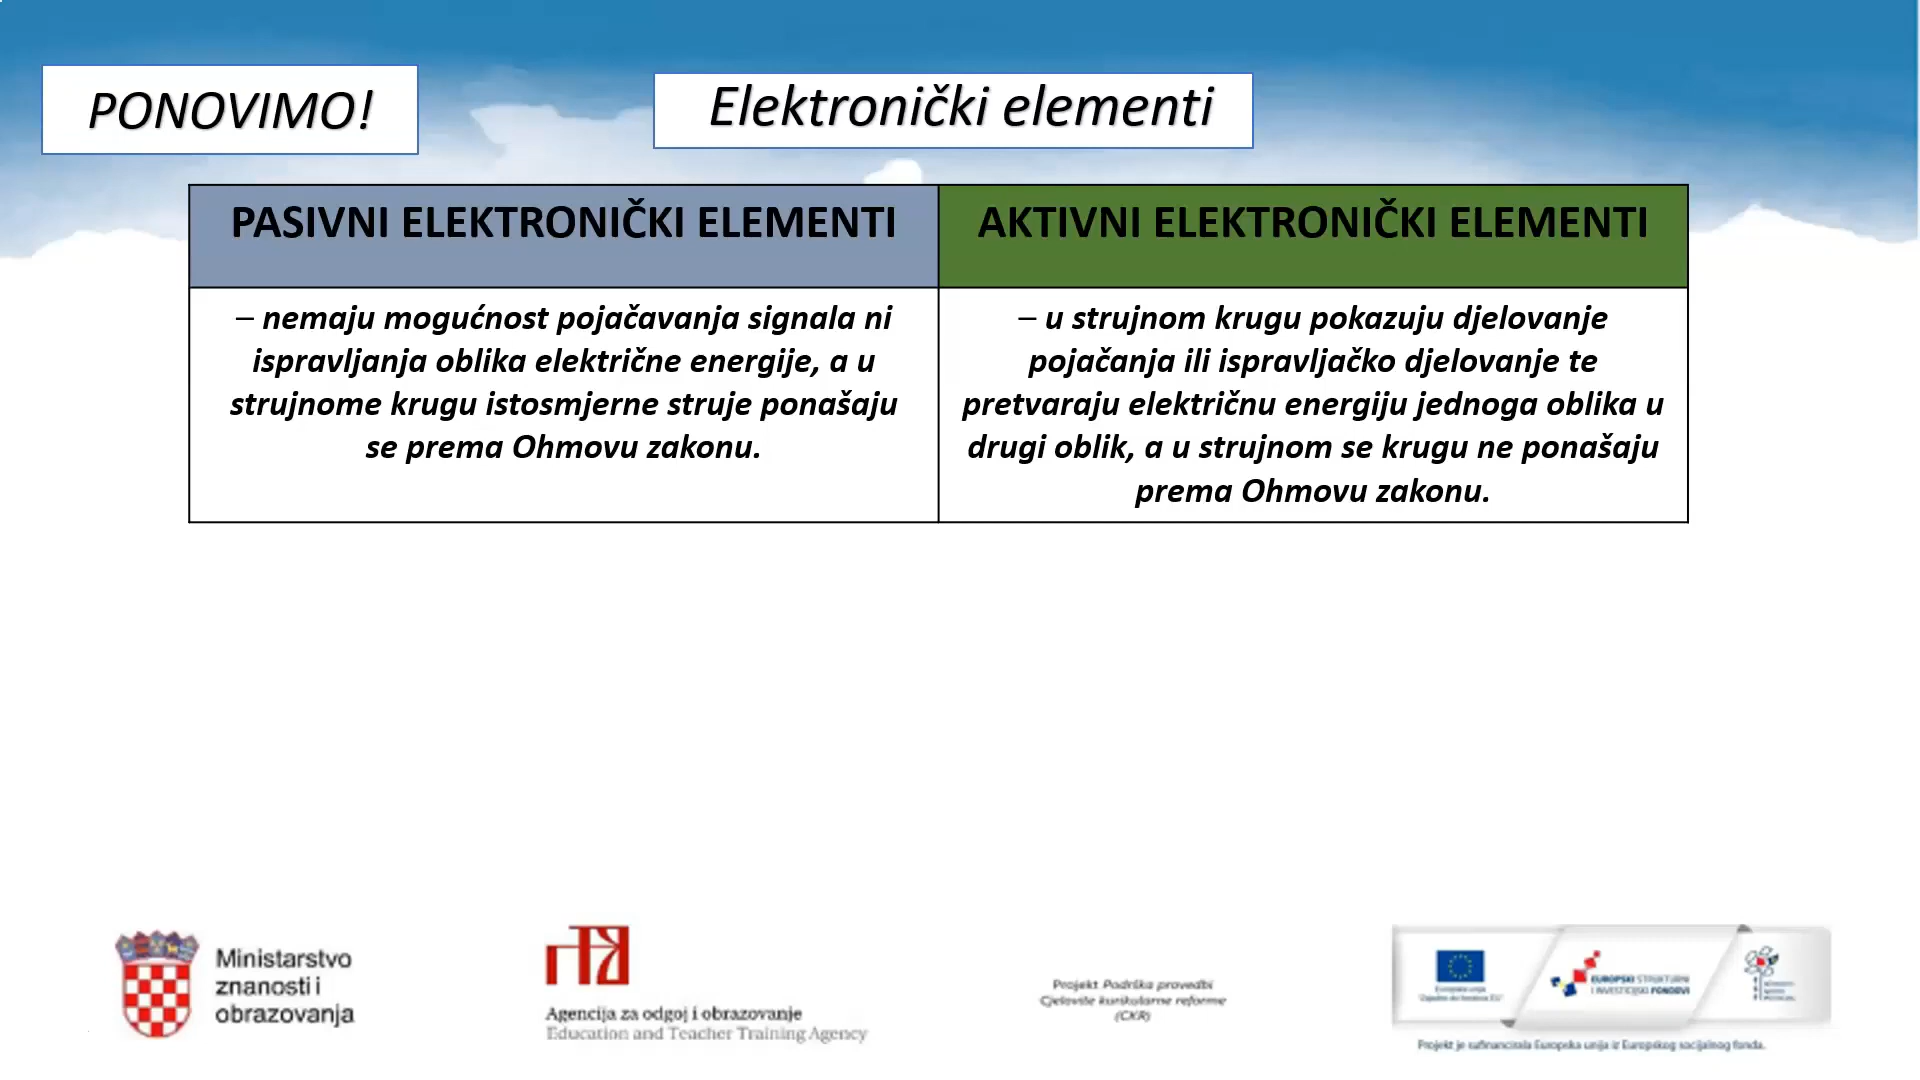 PONOVIMO!
Elektronički elementi
PASIVNI ELEKTRONIČKI ELEMENTI
AKTIVNI ELEKTRONIČKI ELEMENTI
– nemaju mogućnost pojačavanja signala ni
ispravljanja oblika električne energije, a u
strujnome krugu istosmjerne struje ponašaju
se prema Ohmovu zakonu.
– u strujnom krugu pokazuju djelovanje
pojačanja ili ispravljačko djelovanje te
pretvaraju električnu energiju jednoga oblika u
drugi oblik, a u strujnom se krugu ne ponašaju
prema Ohmovu zakonu.
Ministarstvo
znanosti i
obrazovanja
Agencija za odgoj i obrazovanje
Education and Teacher Training Agency
Projekt Podrška provedbi
Cjelovite kurikularne reforme
(CKR)
EUROPSKI STRUKTURNI
I INVESTICIJSKI FONDOVI
Projekt je sufinancirala Europska unija iz Europskog socijalnog fonda.